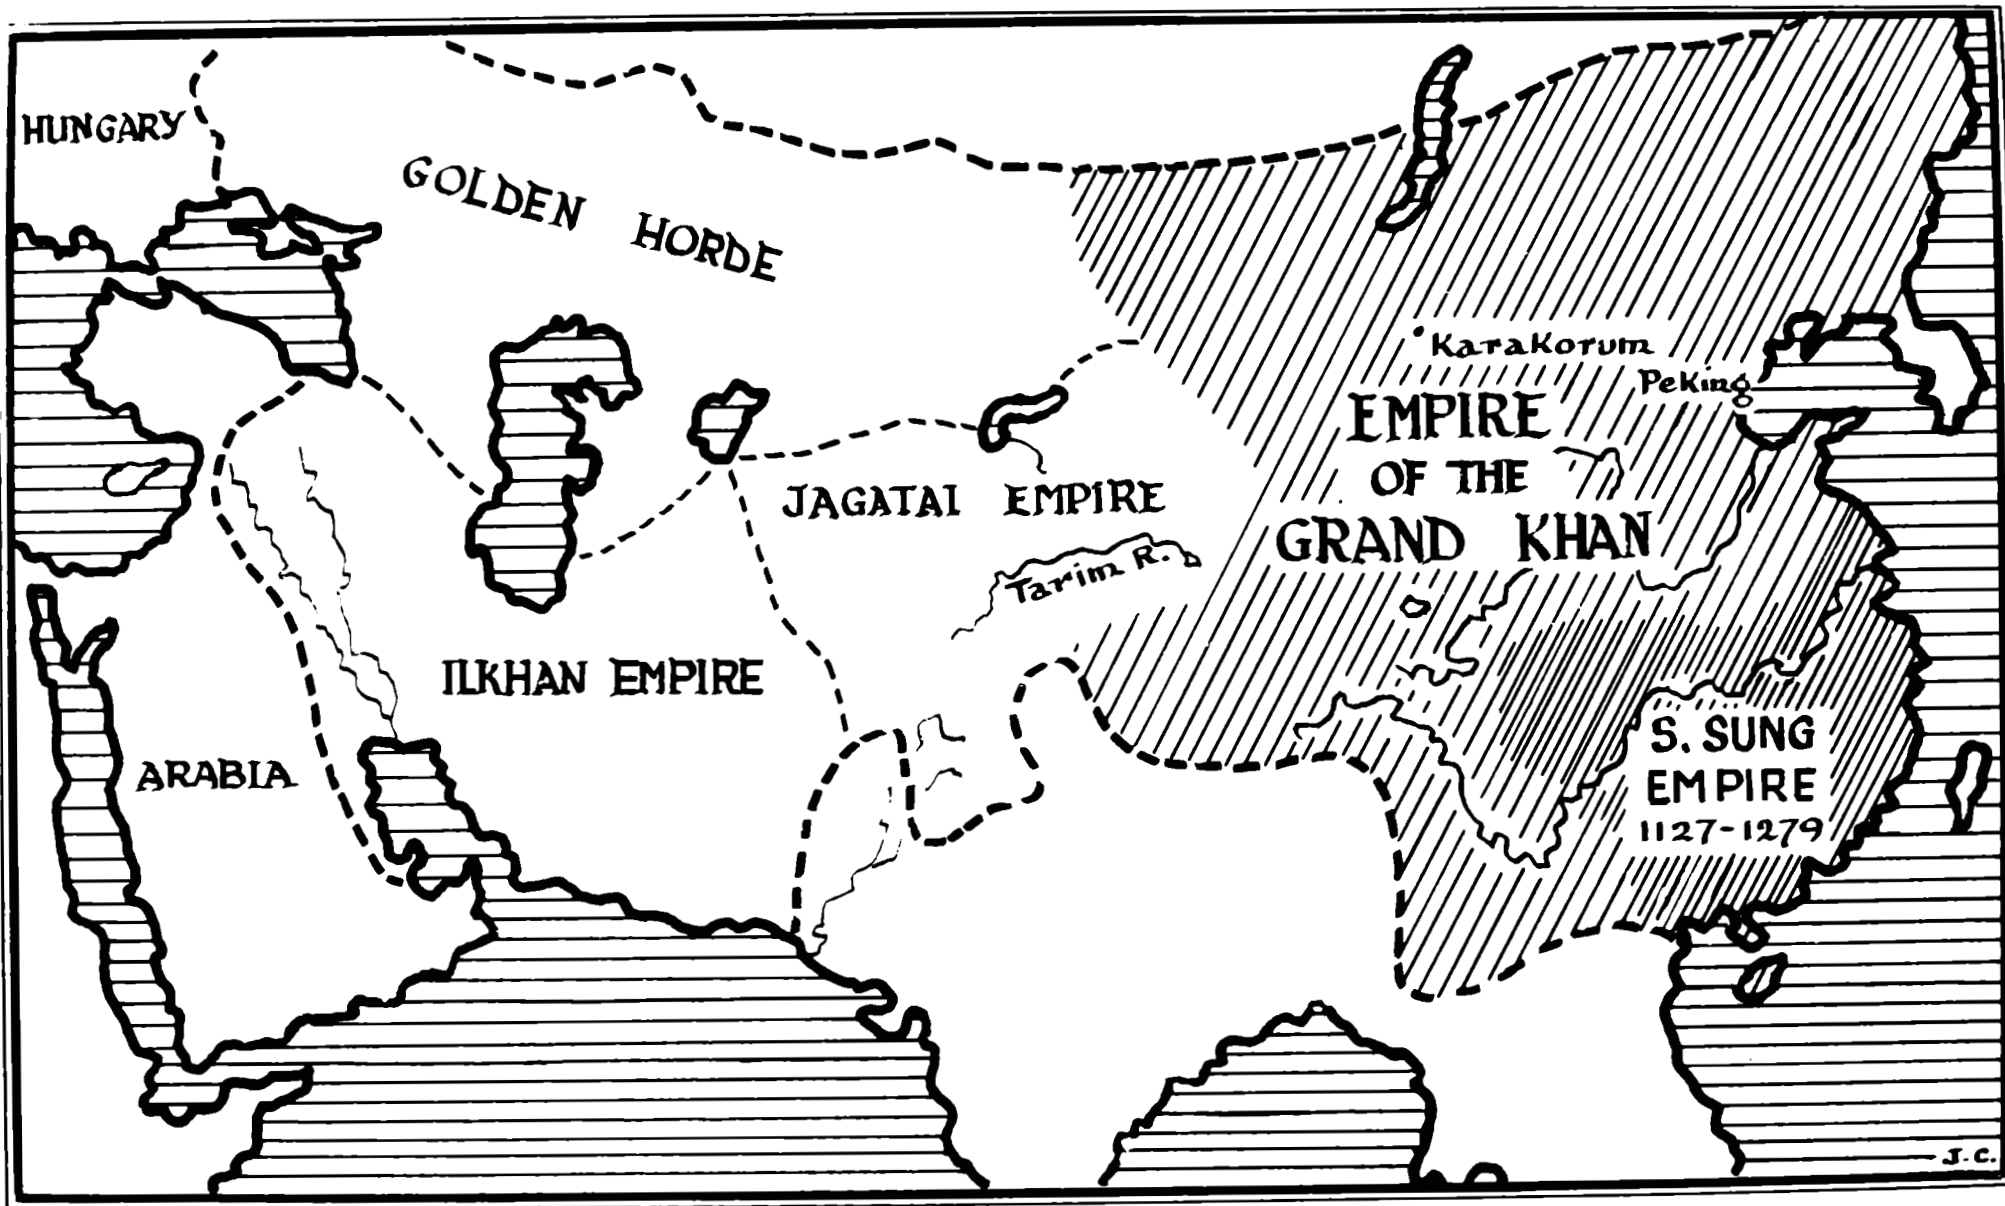 HUNGARY
GOLDEN HORDE
KaraKorum
PeKing
EMPIRE
OF THE
GRAND KHAN
JAGATAI EMPIRE
Tarim R.
ILKHAN EMPIRE
S. SUNG
EMPIRE
1127-1279
ARABIA
J.C.